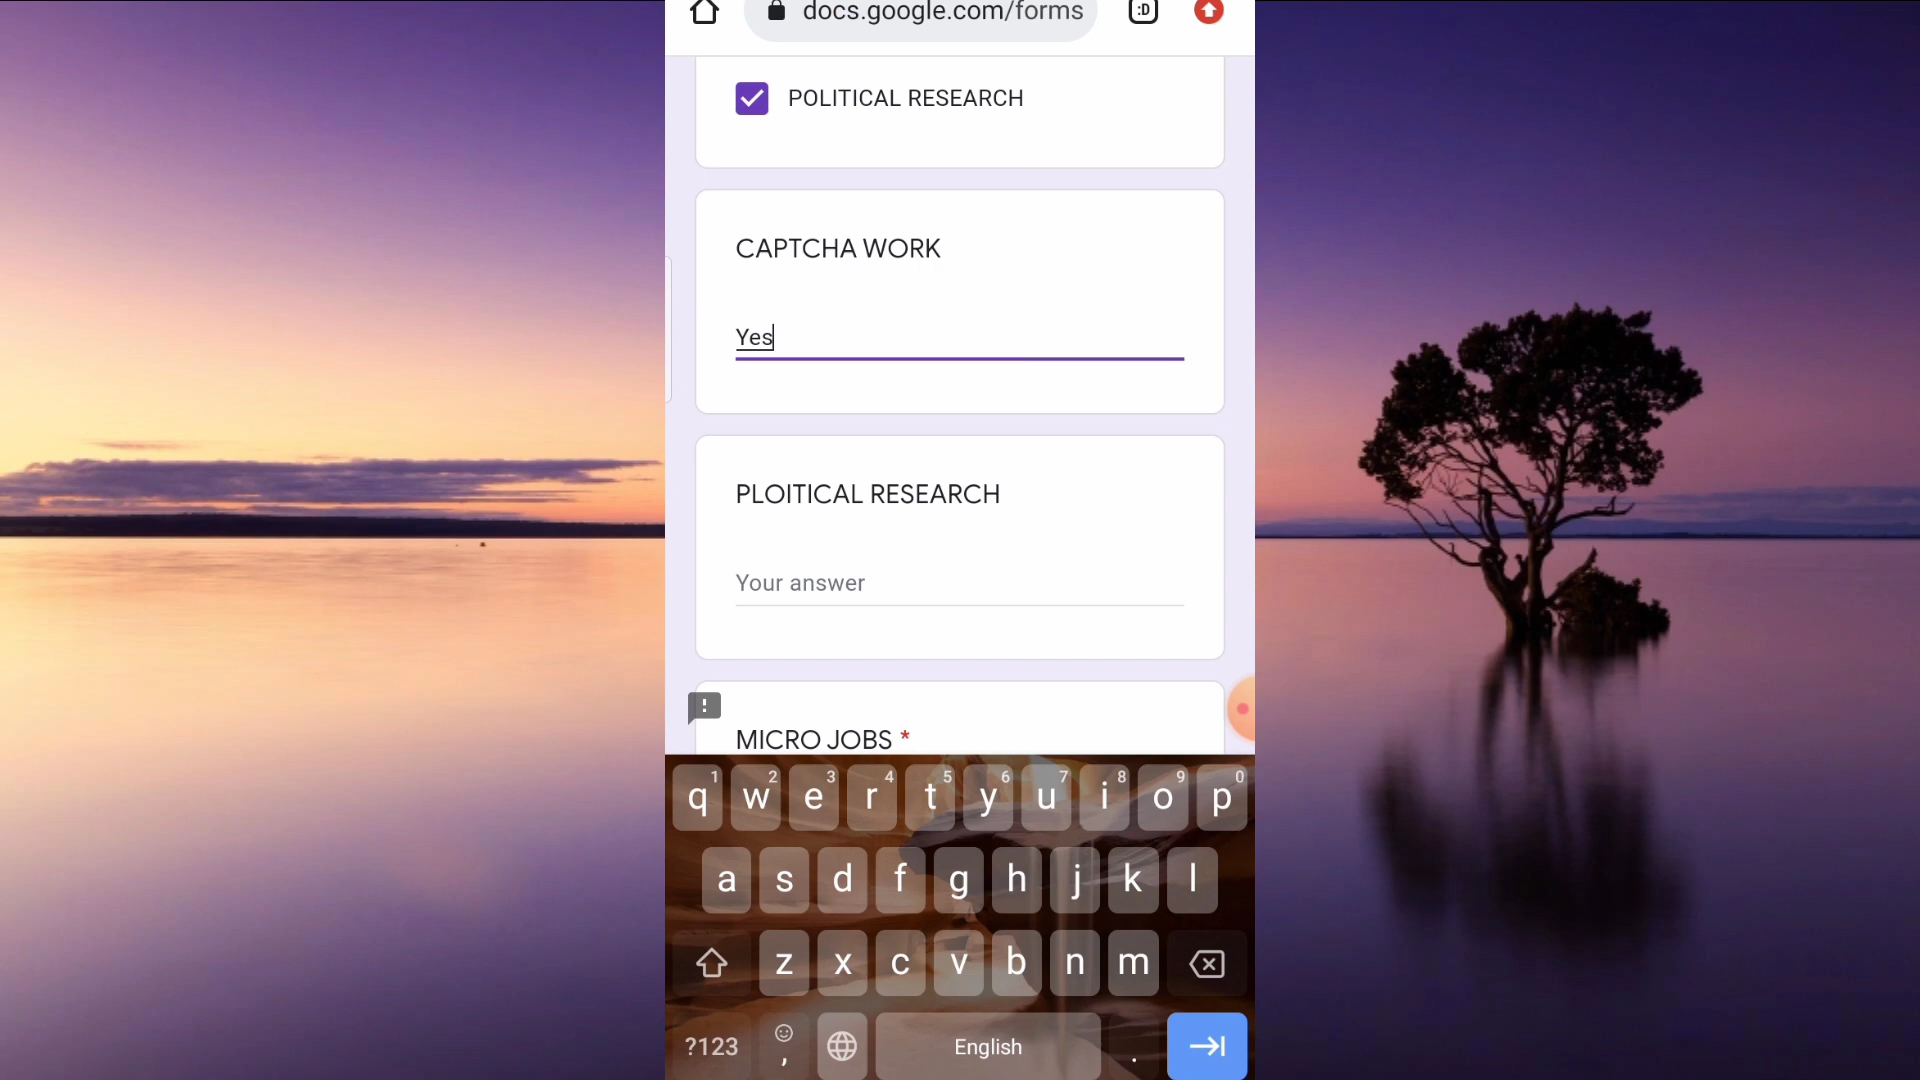 docs.google.com/forms :D
POLITICAL RESEARCH
CAPTCHA WORK
Yes
PLOITICAL RESEARCH
Your answer
!
MICRO JOBS *
1 2 3 4 5 6 7 8 9 0
q w e r t y u i o p
a s d f g h j k l
z x c v b n m
?123 , English .